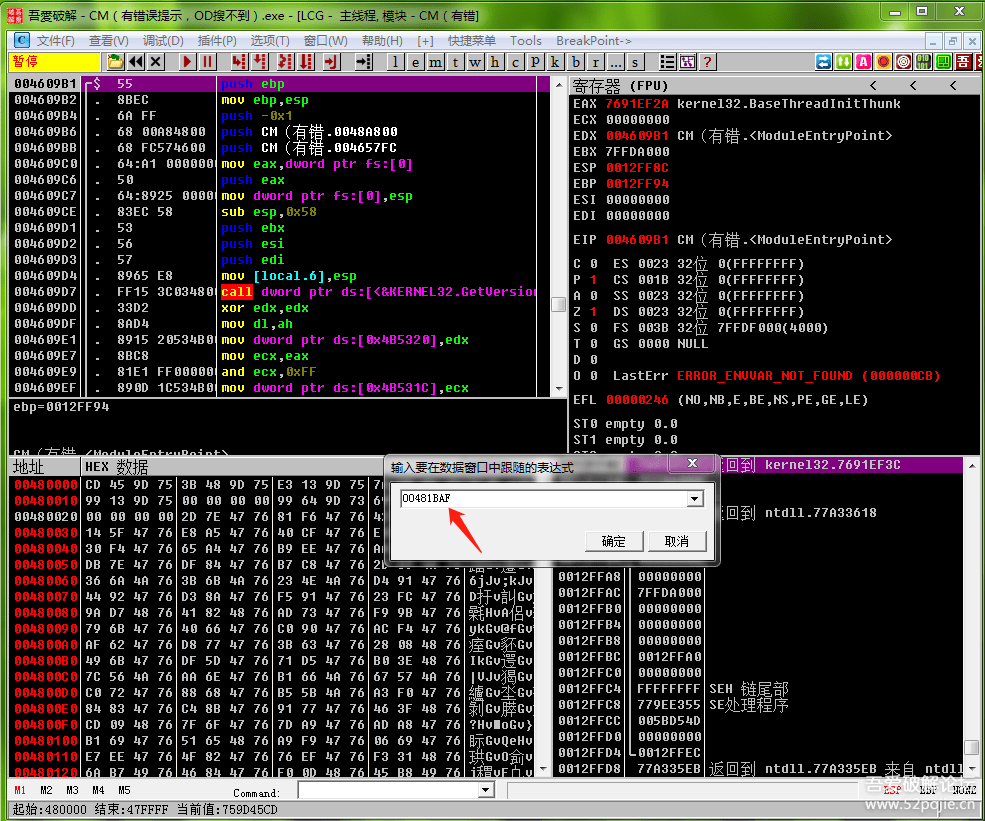 吾爱破解 - CM（有错误提示，OD搜不到）.exe - [LCG - 主线程, 模块 - CM（有错]
文件(F) 查看(V) 调试(D) 插件(P) 选项(T) 窗口(W) 帮助(H) [+] 快捷菜单 Tools BreakPoint->
暂停 l e m t w h c p k b r ... s ?
004609B1 $ 55 push ebp
004609B2 . 8BEC mov ebp,esp
004609B4 . 6A FF push -0x1
004609B6 . 68 00A84800 push CM（有错.0048A800
004609BB . 68 FC574600 push CM（有错.004657FC
004609C0 . 64:A1 000000 mov eax,dword ptr fs:[0]
004609C6 . 50 push eax
004609C7 . 64:8925 0000 mov dword ptr fs:[0],esp
004609CE . 83EC 58 sub esp,0x58
004609D1 . 53 push ebx
004609D2 . 56 push esi
004609D3 . 57 push edi
004609D4 . 8965 E8 mov [local.6],esp
004609D7 . FF15 3C03480 call dword ptr ds:[<&KERNEL32.GetVersion
004609DD . 33D2 xor edx,edx
004609DF . 8AD4 mov dl,ah
004609E1 . 8915 20534B0 mov dword ptr ds:[0x4B5320],edx
004609E7 . 8BC8 mov ecx,eax
004609E9 . 81E1 FF00000 and ecx,0xFF
004609EF . 890D 1C534B0 mov dword ptr ds:[0x4B531C],ecx
ebp=0012FF94
CM（有错.<ModuleEntryPoint>
寄存器 (FPU) < < <
EAX 7691EF2A kernel32.BaseThreadInitThunk
ECX 00000000
EDX 004609B1 CM（有错.<ModuleEntryPoint>
EBX 7FFDA000
ESP 0012FF8C
EBP 0012FF94
ESI 00000000
EDI 00000000
EIP 004609B1 CM（有错.<ModuleEntryPoint>
C 0 ES 0023 32位 0(FFFFFFFF)
P 1 CS 001B 32位 0(FFFFFFFF)
A 0 SS 0023 32位 0(FFFFFFFF)
Z 1 DS 0023 32位 0(FFFFFFFF)
S 0 FS 003B 32位 7FFDF000(4000)
T 0 GS 0000 NULL
D 0
O 0 LastErr ERROR_ENVVAR_NOT_FOUND (000000CB)
EFL 00000246 (NO,NB,E,BE,NS,PE,GE,LE)
ST0 empty 0.0
ST1 empty 0.0
地址 HEX 数据
00480000 CD 45 9D 75 3B 48 9D 75 E3 13 9D 75
00480010 99 13 9D 75 00 00 00 00 99 64 9D 73
00480020 00 00 00 00 2D 7E 47 76 81 F6 47 76
00480030 14 5F 47 76 E8 A5 47 76 40 CF 47 76
00480040 30 F4 47 76 65 A4 47 76 B9 EE 47 76
00480050 DB 7E 47 76 DF 84 47 76 B7 C8 47 76
00480060 36 6A 4A 76 3B 6B 4A 76 23 4E 4A 76 D4 91 47 76
00480070 44 92 47 76 D3 8A 47 76 F5 91 47 76 23 FC 47 76
00480080 9A D7 48 76 41 82 48 76 AD 73 47 76 F9 9B 47 76
00480090 79 6B 47 76 40 66 47 76 C0 90 47 76 AC F4 47 76
004800A0 AF 62 47 76 D8 77 47 76 3B 63 47 76 28 08 48 76
004800B0 49 6B 47 76 DF 5D 47 76 71 D5 47 76 B0 3E 48 76
004800C0 7C 56 4A 76 AA 6E 47 76 B1 66 4A 76 67 57 4A 76
004800D0 C0 72 47 76 88 68 47 76 B5 5B 4A 76 A3 F0 47 76
004800E0 84 83 47 76 C4 8B 47 76 91 77 47 76 46 3F 48 76
004800F0 CD 09 48 76 7F 6F 47 76 7D A9 47 76 AD A8 47 76
00480100 B1 69 47 76 51 65 48 76 A9 F9 47 76 06 69 47 76
00480110 E7 EE 47 76 4F 82 47 76 76 EF 47 76 F3 31 48 76
00480120 6A B7 49 76 46 84 47 76 F0 0D 48 76 45 B8 49 76
输入要在数据窗口中跟随的表达式
00481BAF
确定 取消
返回到 kernel32.7691EF3C
返回到 ntdll.77A33618
0012FFA8 00000000
0012FFAC 7FFDA000
0012FFB0 00000000
0012FFB4 00000000
0012FFB8 00000000
0012FFBC 0012FFA0
0012FFC0 00000000
0012FFC4 FFFFFFFF SEH 链尾部
0012FFC8 779EE355 SE处理程序
0012FFCC 005BD54D
0012FFD0 00000000
0012FFD4 0012FFEC
0012FFD8 77A335EB 返回到 ntdll.77A335EB 来自 ntdll
M1 M2 M3 M4 M5 Command: ESP EBP NONE
起始:480000 结束:47FFFF 当前值:759D45CD
吾爱破解论坛
www.52pojie.cn